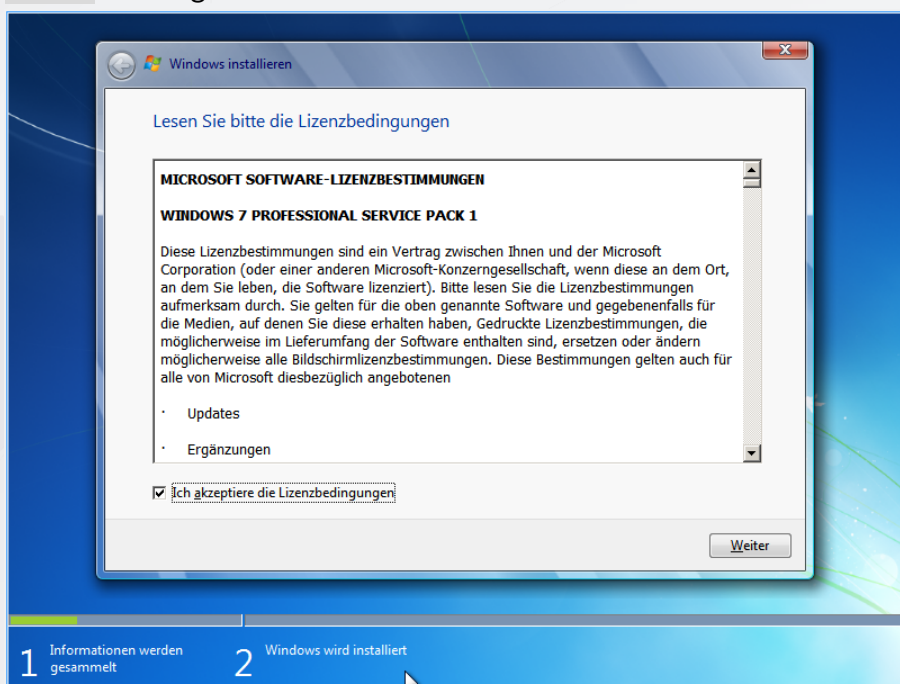 Windows installieren
Lesen Sie bitte die Lizenzbedingungen
MICROSOFT SOFTWARE-LIZENZBESTIMMUNGEN
WINDOWS 7 PROFESSIONAL SERVICE PACK 1
Diese Lizenzbestimmungen sind ein Vertrag zwischen Ihnen und der Microsoft
Corporation (oder einer anderen Microsoft-Konzerngesellschaft, wenn diese an dem Ort,
an dem Sie leben, die Software lizenziert). Bitte lesen Sie die Lizenzbestimmungen
aufmerksam durch. Sie gelten für die oben genannte Software und gegebenenfalls für
die Medien, auf denen Sie diese erhalten haben, Gedruckte Lizenzbestimmungen, die
möglicherweise im Lieferumfang der Software enthalten sind, ersetzen oder ändern
möglicherweise alle Bildschirmlizenzbestimmungen. Diese Bestimmungen gelten auch für
alle von Microsoft diesbezüglich angebotenen
· Updates
· Ergänzungen
Ich akzeptiere die Lizenzbedingungen
Weiter
1 Informationen werden
gesammelt
2 Windows wird installiert